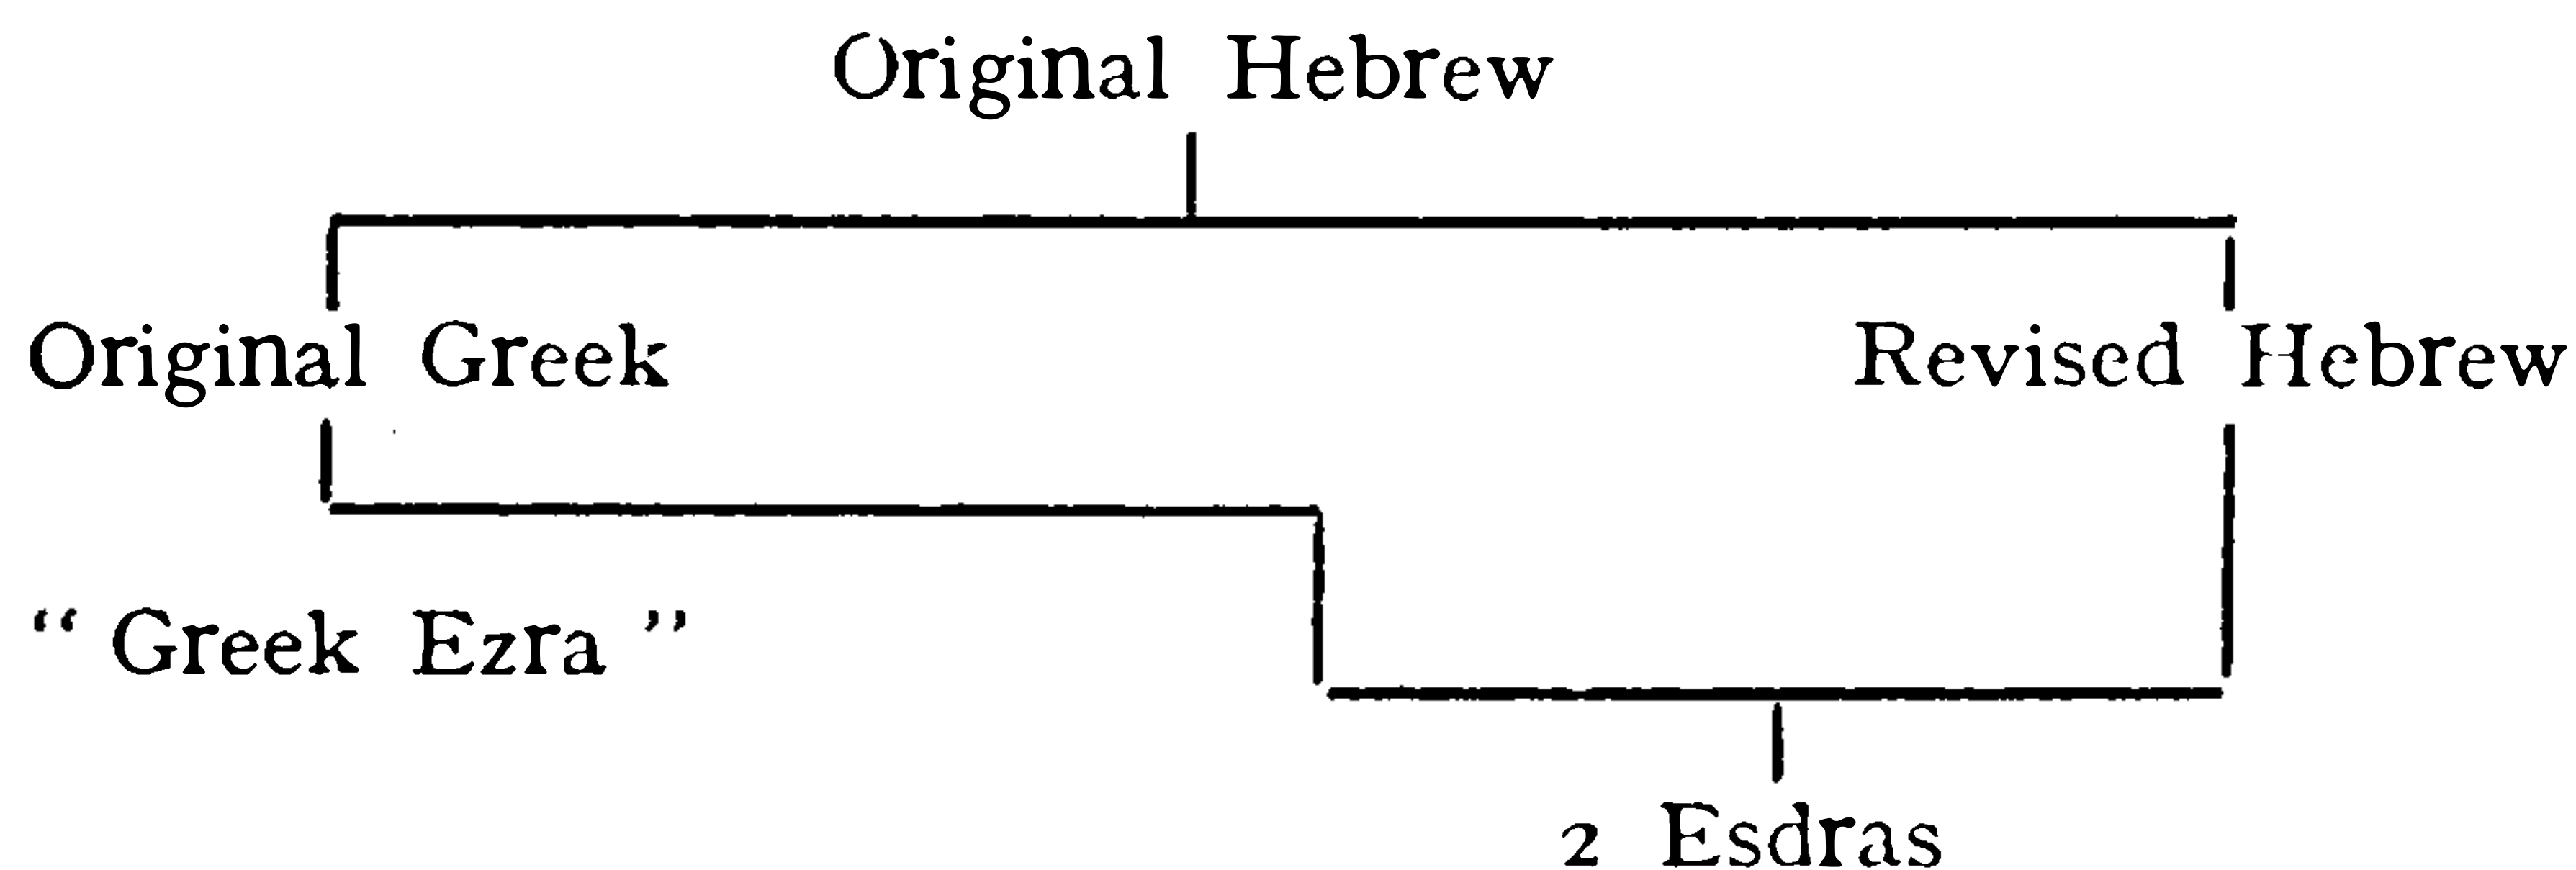 Original Hebrew
Original Greek Revised Hebrew
“ Greek Ezra ”
2 Esdras